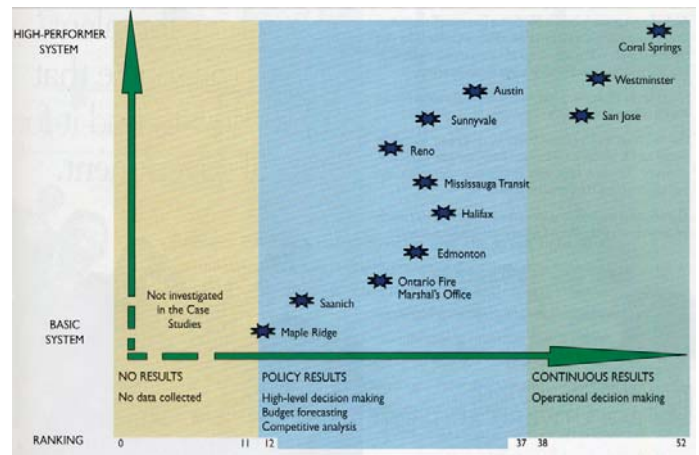 HIGH-PERFORMER
SYSTEM
Coral Springs
Westminster
Austin
San Jose
Sunnyvale
Reno
Mississauga Transit
Halifax
Edmonton
Ontario Fire
Marshal's Office
Not investigated
in the Case
Studies
Saanich
BASIC
SYSTEM
Maple Ridge
NO RESULTS
No data collected
POLICY RESULTS
High-level decision making
Budget forecasting
Competitive analysis
CONTINUOUS RESULTS
Operational decision making
RANKING 0 11 12 37 38 52